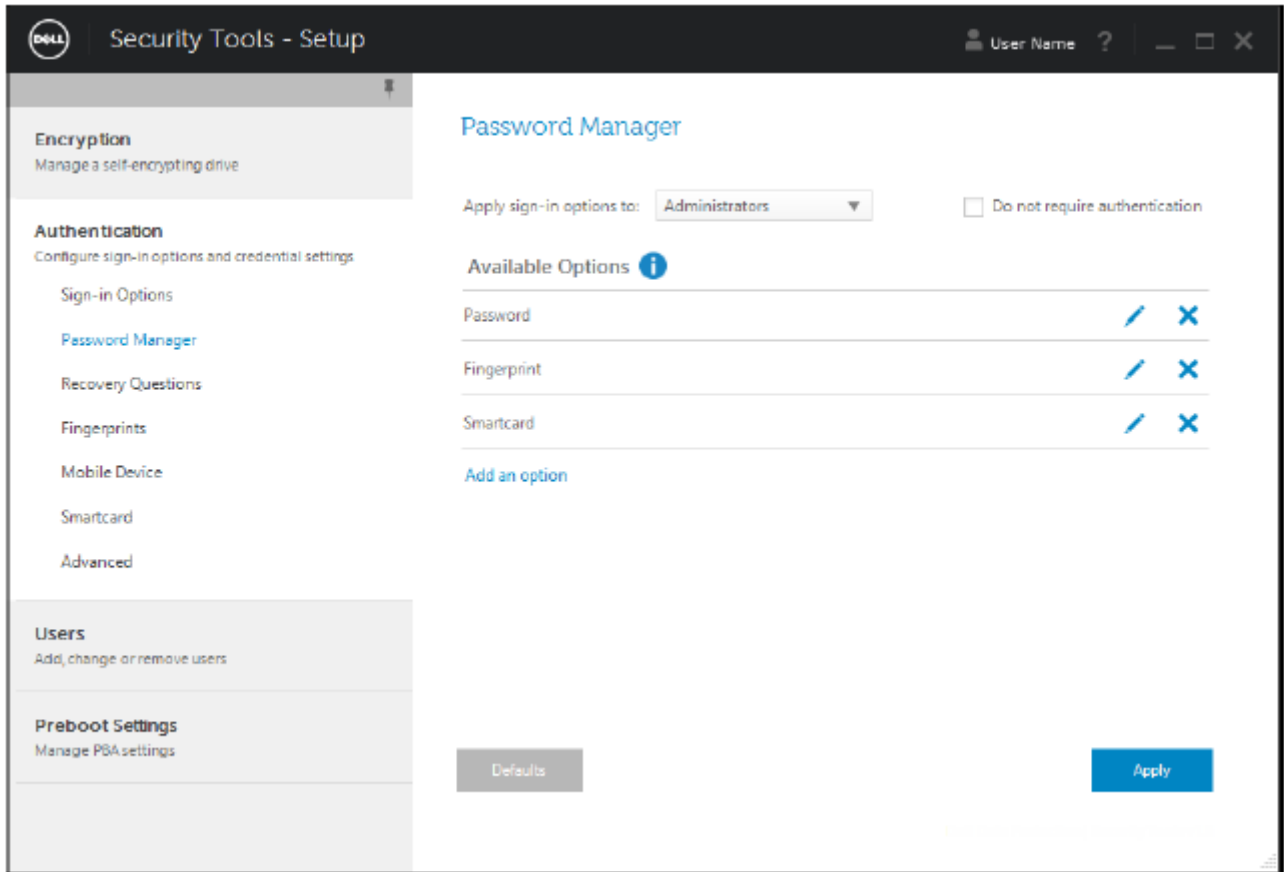 DELL
Security Tools - Setup
User Name
?
Encryption
Manage a self-encrypting drive
Authentication
Configure sign-in options and credential settings
Sign-in Options
Password Manager
Recovery Questions
Fingerprints
Mobile Device
Smartcard
Advanced
Users
Add, change or remove users
Preboot Settings
Manage PBA settings
Password Manager
Apply sign-in options to: Administrators
Do not require authentication
Available Options i
Password
Fingerprint
Smartcard
Add an option
Defaults
Apply